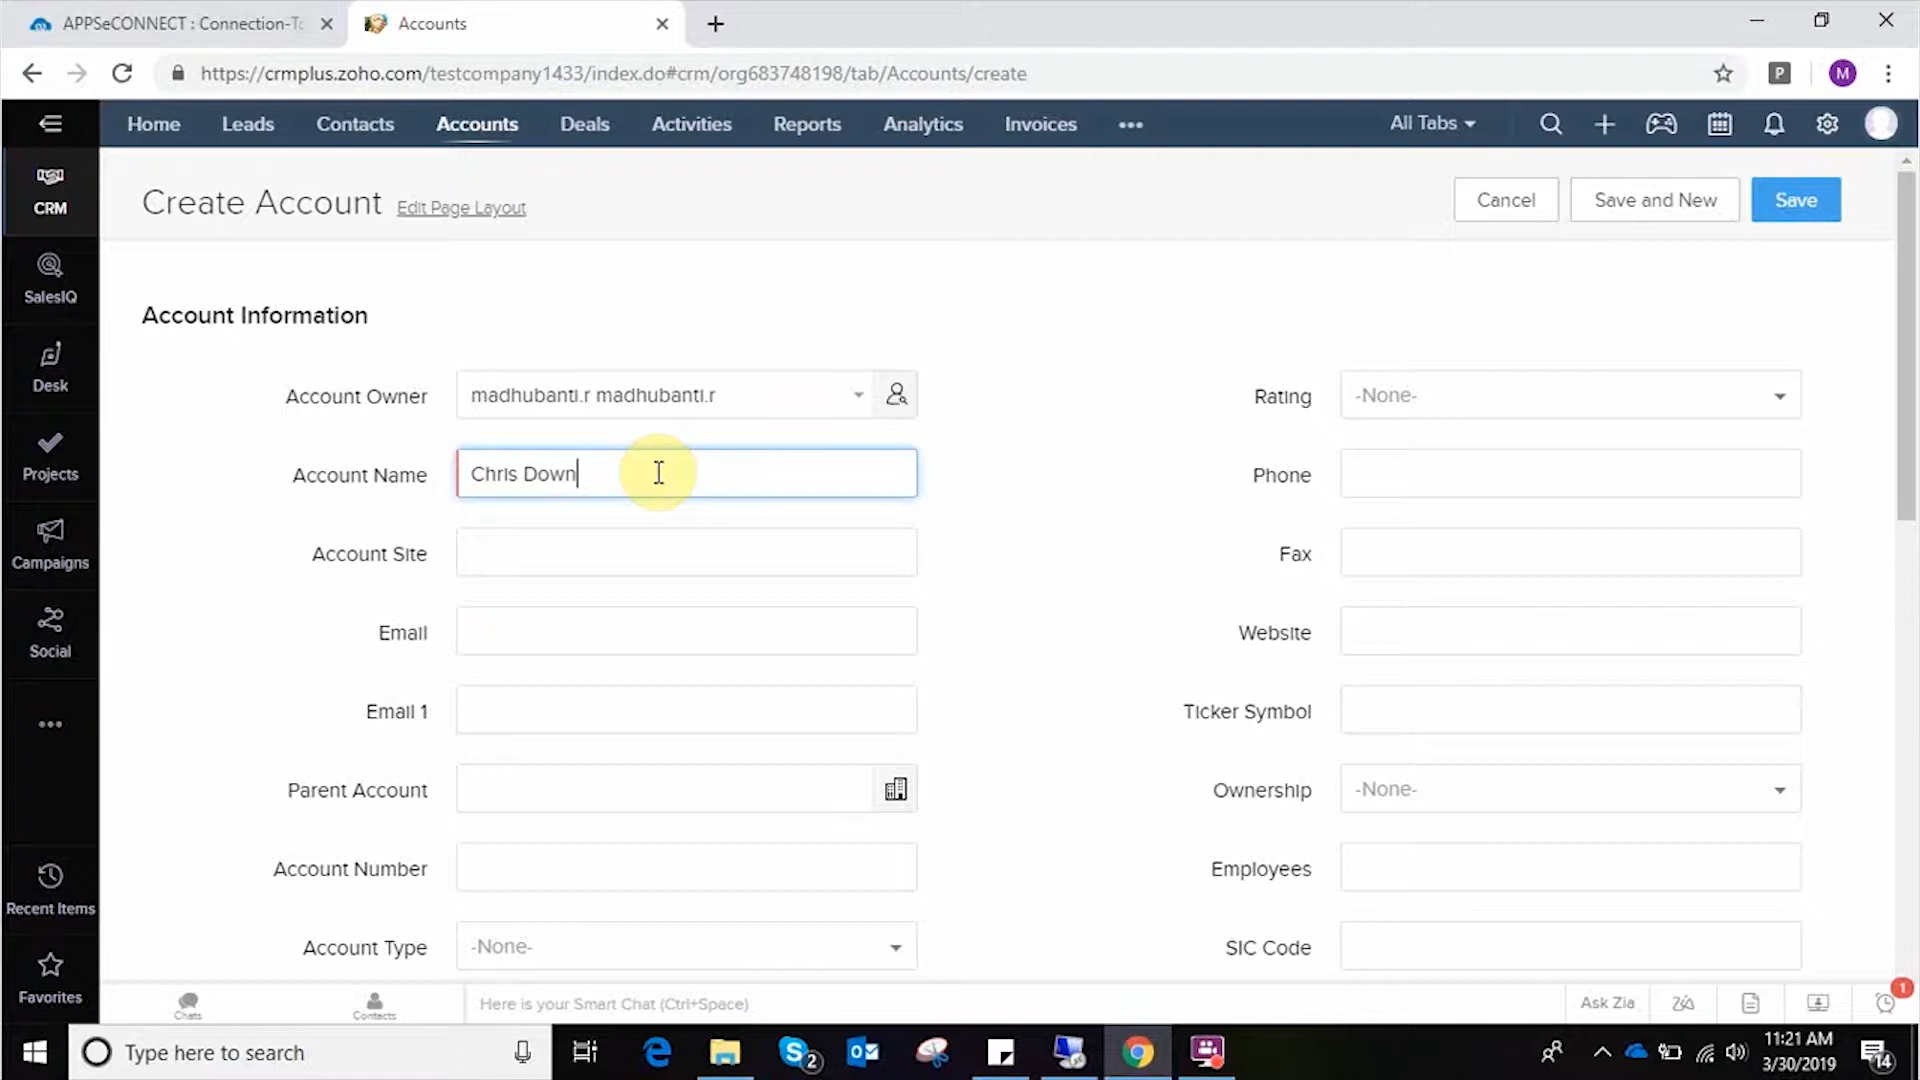 APPSeCONNECT : Connection-To
Accounts
https://crmplus.zoho.com/testcompany1433/index.do#crm/org683748198/tab/Accounts/create
P
M
Home Leads Contacts Accounts Deals Activities Reports Analytics Invoices ••• All Tabs
CRM
SalesIQ
Desk
Projects
Campaigns
Social
Recent Items
Favorites
Create Account Edit Page Layout
Cancel Save and New Save
Account Information
Account Owner madhubanti.r madhubanti.r
Rating -None-
Account Name Chris Down
Phone
Account Site
Fax
Email
Website
Email 1
Ticker Symbol
Parent Account
Ownership -None-
Account Number
Employees
Account Type -None-
SIC Code
Chats
Contacts
Here is your Smart Chat (Ctrl+Space)
Ask Zia
1
Type here to search
2
11:21 AM
3/30/2019
14